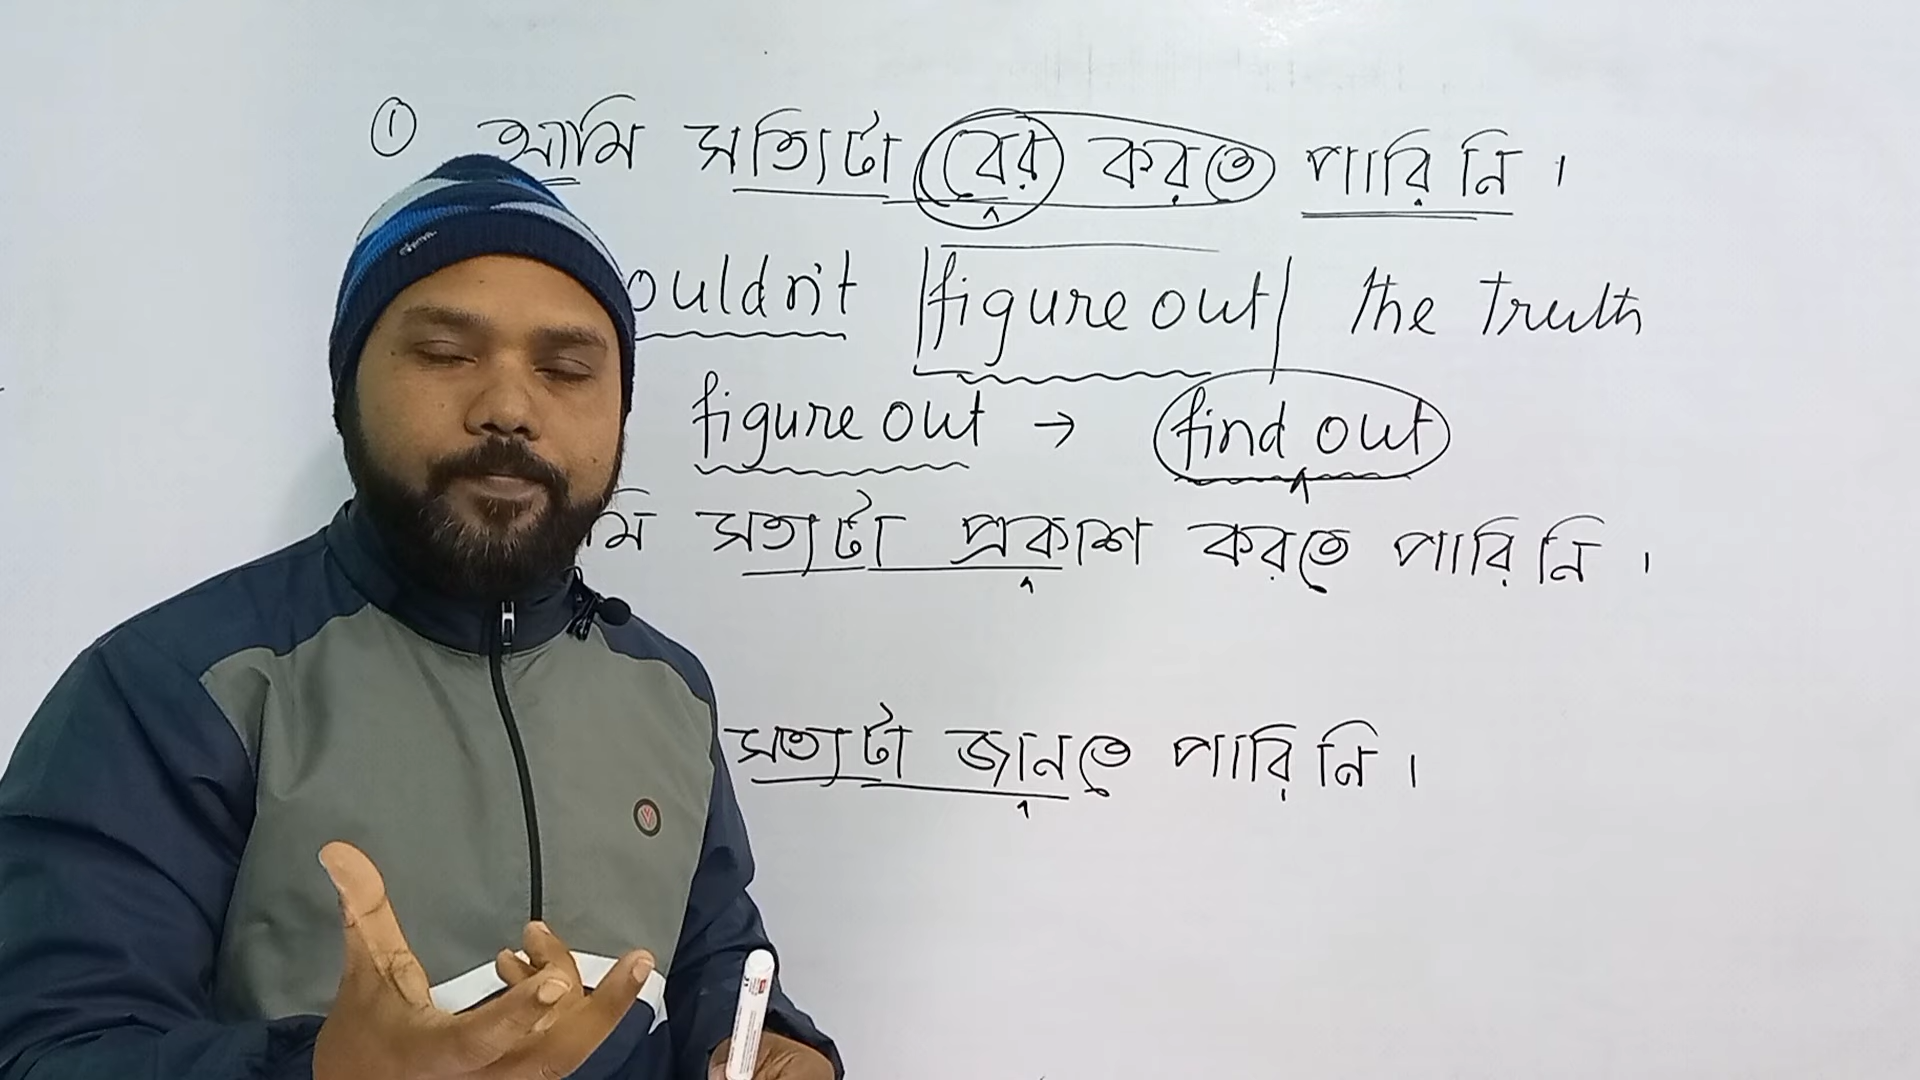 ① আমি সত্যিটা বের করতে পারিনি।
ouldn't figure out the truth
figure out → find out
মি সত্যটা প্রকাশ করতে পারিনি।
সত্যটা জানতে পারিনি।